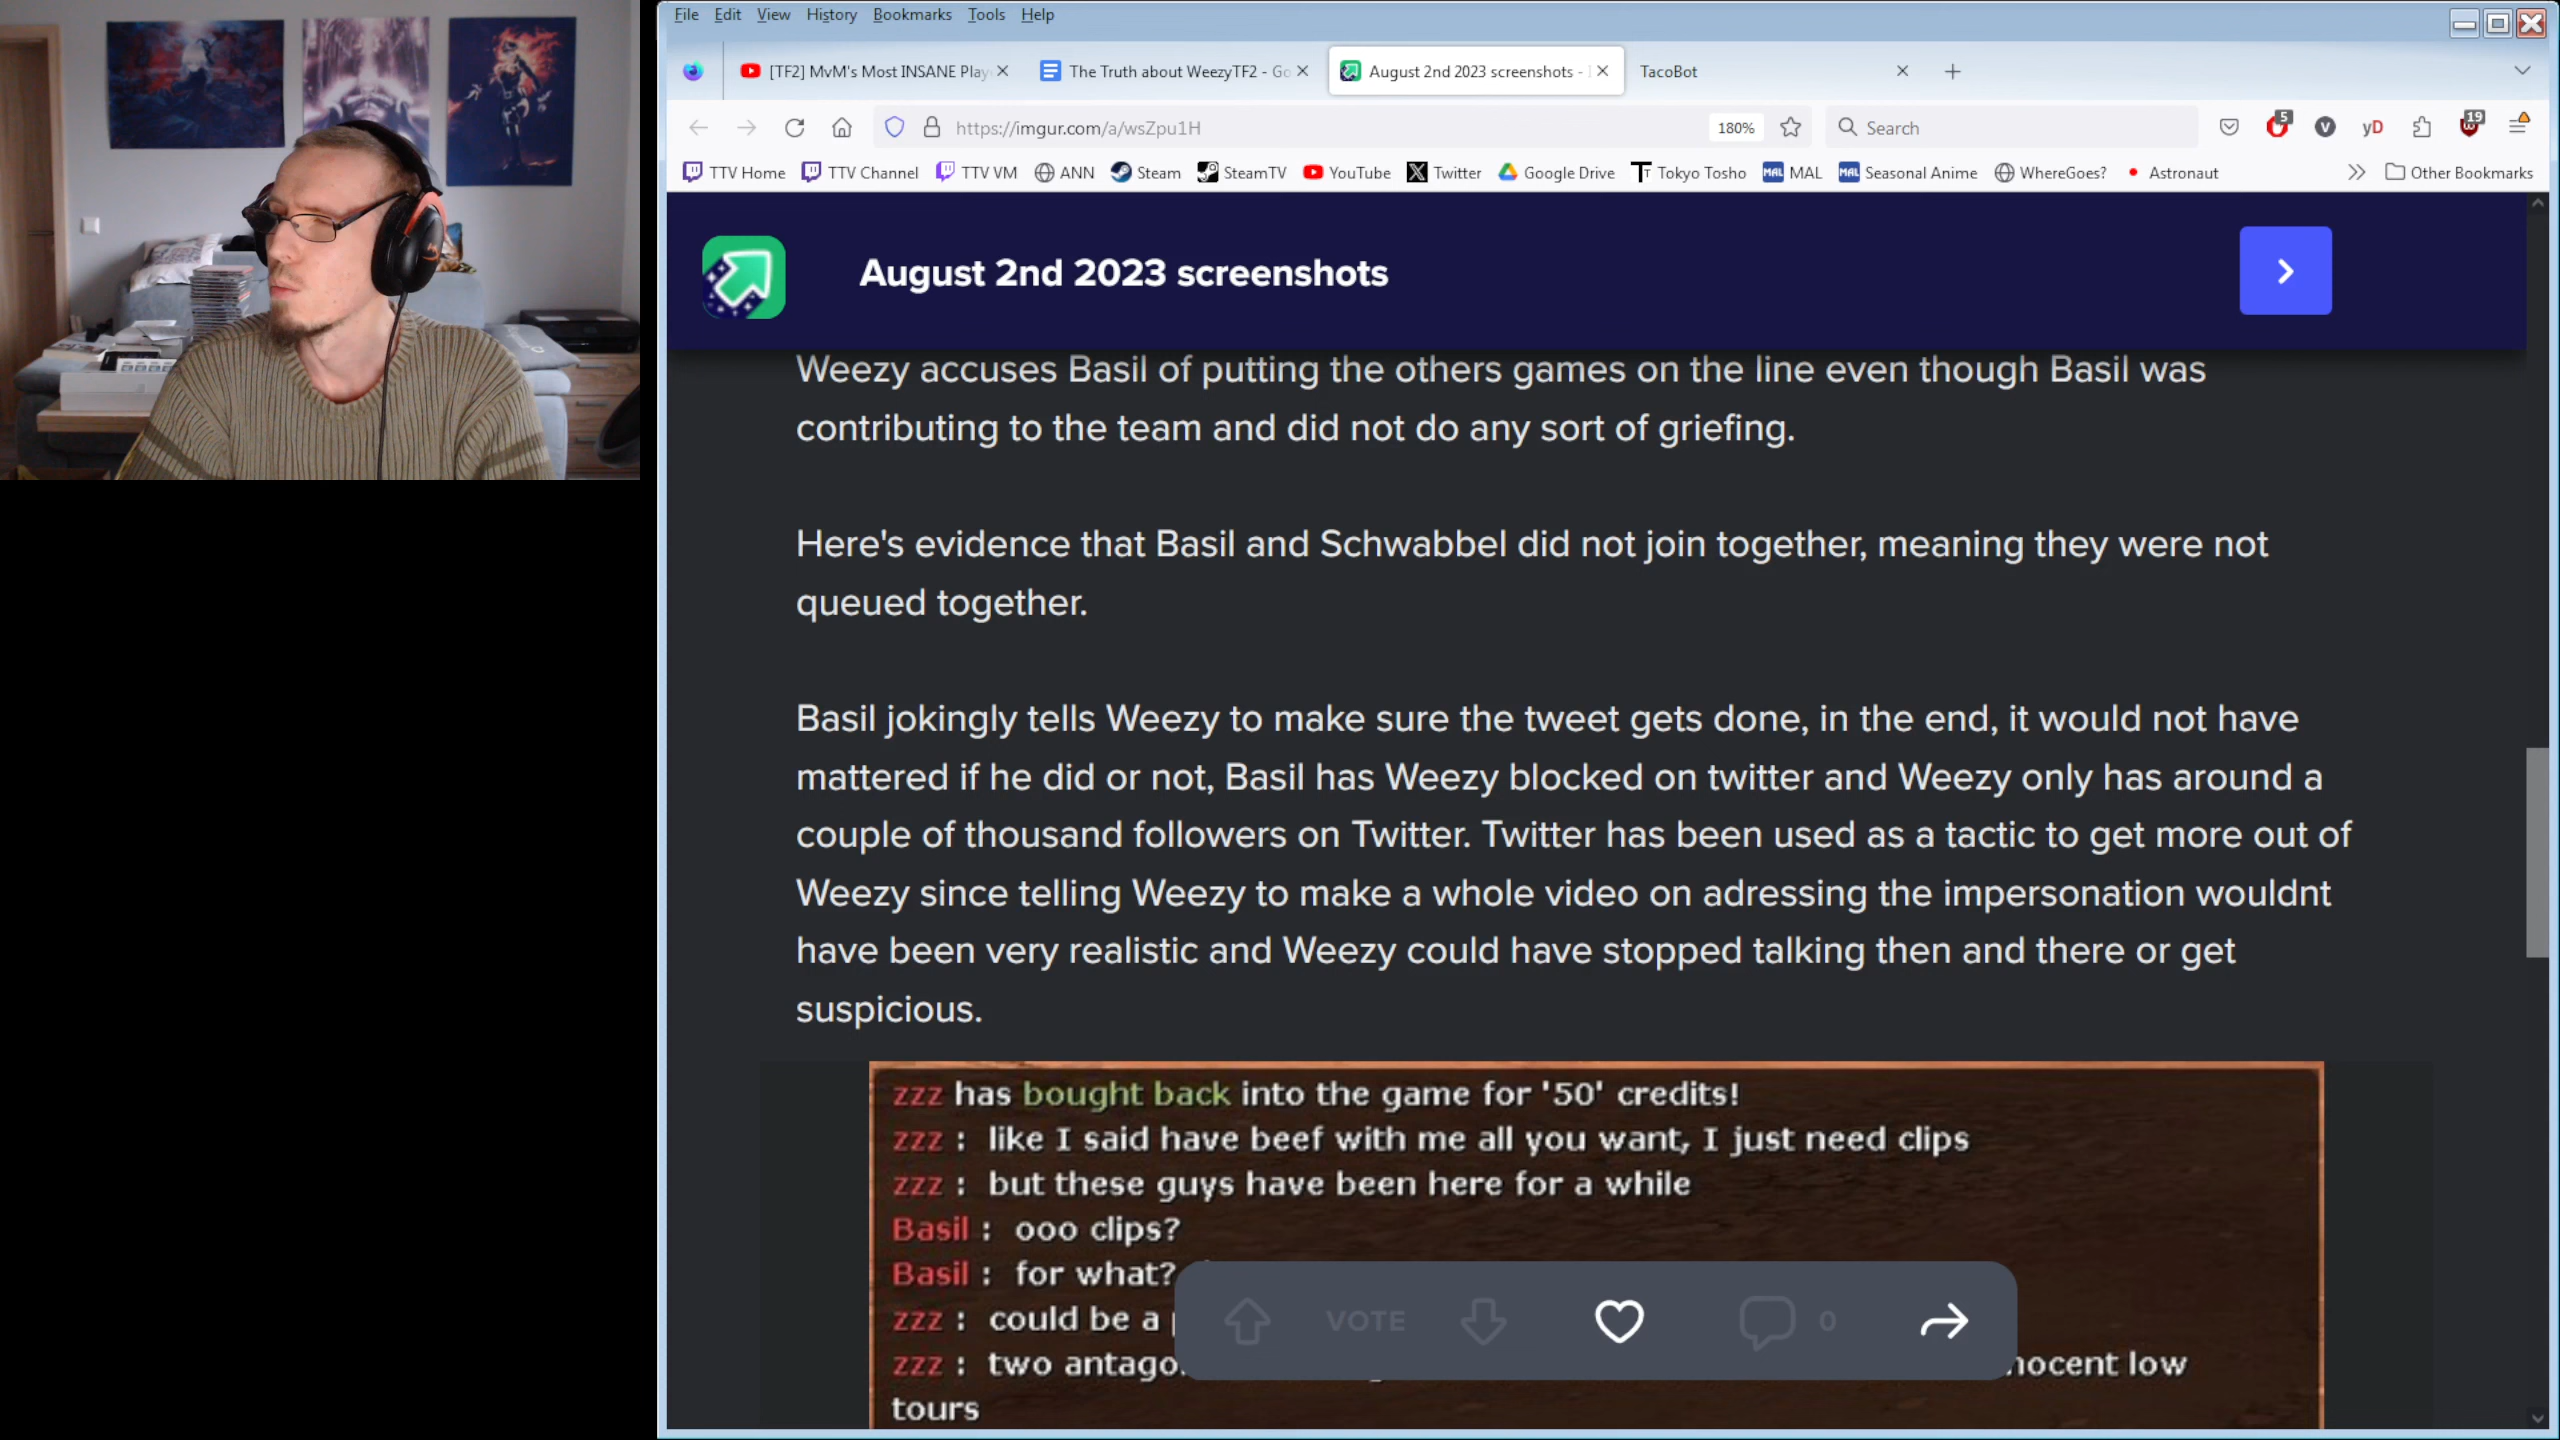 File Edit View History Bookmarks Tools Help
[TF2] MvM's Most INSANE Play
The Truth about WeezyTF2 - Go
August 2nd 2023 screenshots -
TacoBot
https://imgur.com/a/wsZpu1H
180%
Search
5
yD
19
TTV Home TTV Channel TTV VM ANN Steam SteamTV YouTube Twitter Google Drive Tokyo Tosho MAL Seasonal Anime WhereGoes? Astronaut Other Bookmarks
August 2nd 2023 screenshots
Weezy accuses Basil of putting the others games on the line even though Basil was
contributing to the team and did not do any sort of griefing.
Here's evidence that Basil and Schwabbel did not join together, meaning they were not
queued together.
Basil jokingly tells Weezy to make sure the tweet gets done, in the end, it would not have
mattered if he did or not, Basil has Weezy blocked on twitter and Weezy only has around a
couple of thousand followers on Twitter. Twitter has been used as a tactic to get more out of
Weezy since telling Weezy to make a whole video on adressing the impersonation wouldnt
have been very realistic and Weezy could have stopped talking then and there or get
suspicious.
zzz has bought back into the game for '50' credits!
zzz : like I said have beef with me all you want, I just need clips
zzz : but these guys have been here for a while
Basil : ooo clips?
Basil : for what?
zzz : could be a
zzz : two low
tours
VOTE
0